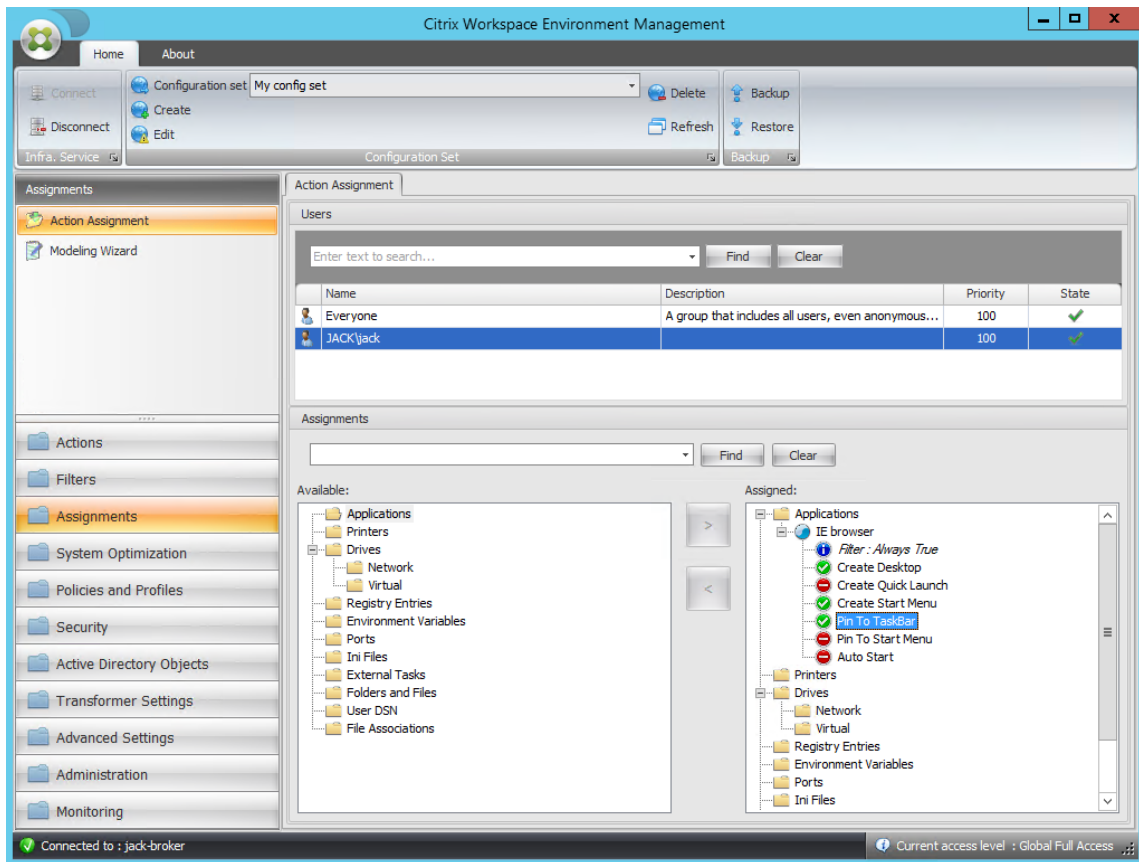 Citrix Workspace Environment Management
Home About
Connect
Disconnect
Infra. Service
Configuration set My config set
Create
Edit
Delete
Refresh
Configuration Set
Backup
Restore
Backup
Assignments
Action Assignment
Modeling Wizard
Actions
Filters
Assignments
System Optimization
Policies and Profiles
Security
Active Directory Objects
Transformer Settings
Advanced Settings
Administration
Monitoring
Action Assignment
Users
Enter text to search... Find Clear
Name Description Priority State
Everyone A group that includes all users, even anonymous... 100
JACK\jack 100
Assignments
Find Clear
Available:
Applications
Printers
Drives
Network
Virtual
Registry Entries
Environment Variables
Ports
Ini Files
External Tasks
Folders and Files
User DSN
File Associations
>
<
Assigned:
Applications
IE browser
Filter : Always True
Create Desktop
Create Quick Launch
Create Start Menu
Pin To TaskBar
Pin To Start Menu
Auto Start
Printers
Drives
Network
Virtual
Registry Entries
Environment Variables
Ports
Ini Files
Connected to : jack-broker
Current access level : Global Full Access